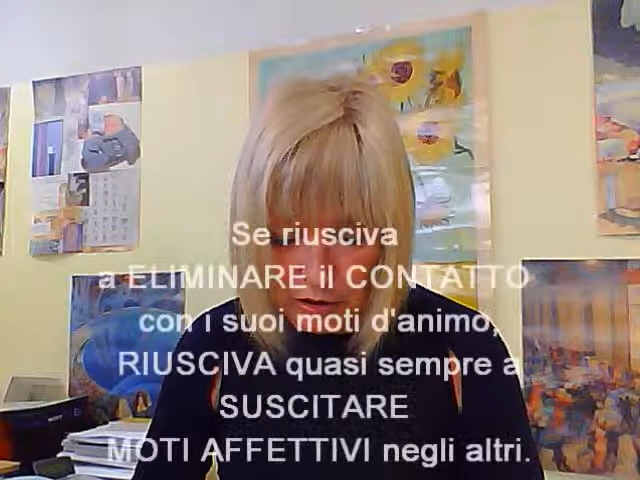 Se riusciva
a ELIMINARE il CONTATTO
con i suoi moti d'animo,
RIUSCIVA quasi sempre a
SUSCITARE
MOTI AFFETTIVI negli altri.